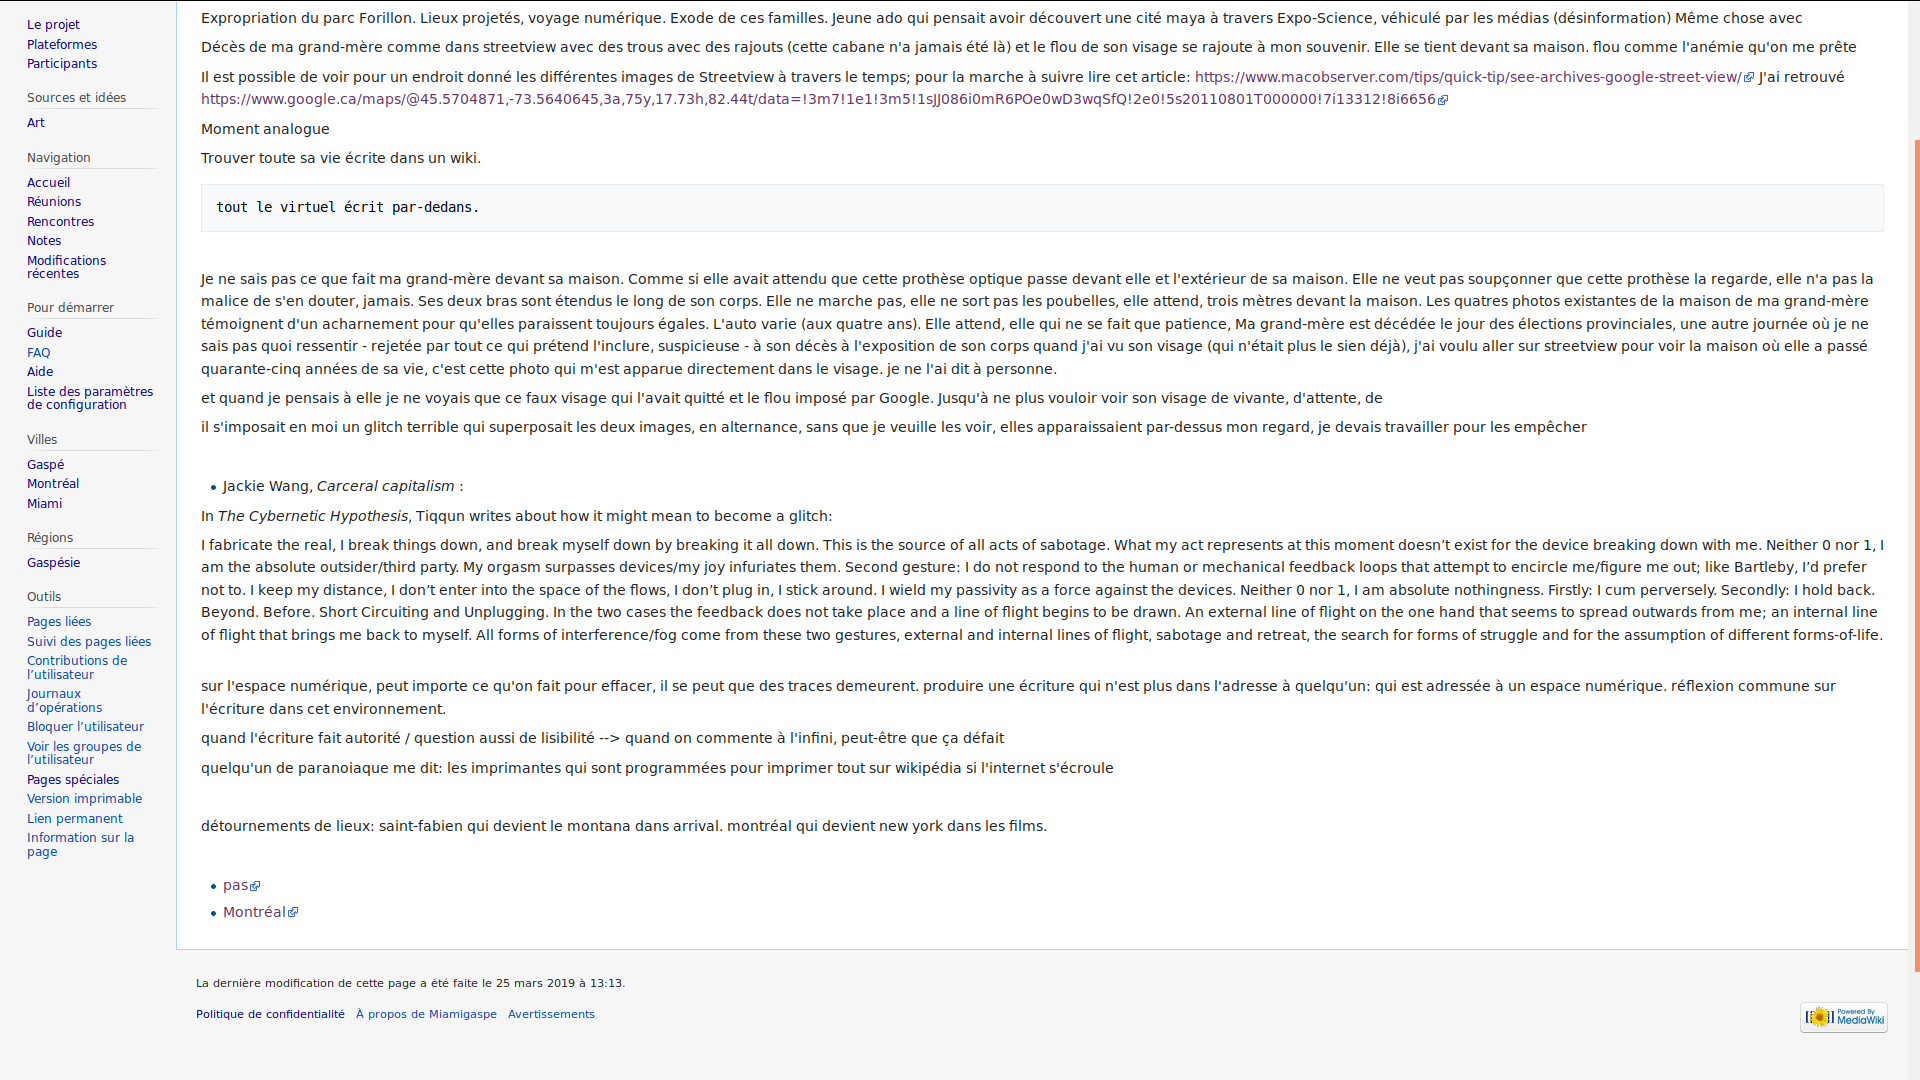 Le projet
Plateformes
Participants
Sources et idées
Art
Navigation
Accueil
Réunions
Rencontres
Notes
Modifications
récentes
Pour démarrer
Guide
FAQ
Aide
Liste des paramètres
de configuration
Villes
Gaspé
Montréal
Miami
Régions
Gaspésie
Outils
Pages liées
Suivi des pages liées
Contributions de
l’utilisateur
Journaux
d’opérations
Bloquer l’utilisateur
Voir les groupes de
l’utilisateur
Pages spéciales
Version imprimable
Lien permanent
Information sur la
page
Expropriation du parc Forillon. Lieux projetés, voyage numérique. Exode de ces familles. Jeune ado qui pensait avoir découvert une cité maya à travers Expo-Science, véhiculé par les médias (désinformation) Même chose avec
Décès de ma grand-mère comme dans streetview avec des trous avec des rajouts (cette cabane n'a jamais été là) et le flou de son visage se rajoute à mon souvenir. Elle se tient devant sa maison. flou comme l'anémie qu'on me prête
Il est possible de voir pour un endroit donné les différentes images de Streetview à travers le temps; pour la marche à suivre lire cet article: https://www.macobserver.com/tips/quick-tip/see-archives-google-street-view/ J'ai retrouvé
https://www.google.ca/maps/@45.5704871,-73.5640645,3a,75y,17.73h,82.44t/data=!3m7!1e1!3m5!1sJJ086i0mR6POe0wD3wqSfQ!2e0!5s20110801T000000!7i13312!8i6656
Moment analogue
Trouver toute sa vie écrite dans un wiki.
tout le virtuel écrit par-dedans.
Je ne sais pas ce que fait ma grand-mère devant sa maison. Comme si elle avait attendu que cette prothèse optique passe devant elle et l'extérieur de sa maison. Elle ne veut pas soupçonner que cette prothèse la regarde, elle n'a pas la
malice de s'en douter, jamais. Ses deux bras sont étendus le long de son corps. Elle ne marche pas, elle ne sort pas les poubelles, elle attend, trois mètres devant la maison. Les quatres photos existantes de la maison de ma grand-mère
témoignent d'un acharnement pour qu'elles paraissent toujours égales. L'auto varie (aux quatre ans). Elle attend, elle qui ne se fait que patience, Ma grand-mère est décédée le jour des élections provinciales, une autre journée où je ne
sais pas quoi ressentir - rejetée par tout ce qui prétend l'inclure, suspicieuse - à son décès à l'exposition de son corps quand j'ai vu son visage (qui n'était plus le sien déjà), j'ai voulu aller sur streetview pour voir la maison où elle a passé
quarante-cinq années de sa vie, c'est cette photo qui m'est apparue directement dans le visage. je ne l'ai dit à personne.
et quand je pensais à elle je ne voyais que ce faux visage qui l'avait quitté et le flou imposé par Google. Jusqu'à ne plus vouloir voir son visage de vivante, d'attente, de
il s'imposait en moi un glitch terrible qui superposait les deux images, en alternance, sans que je veuille les voir, elles apparaissaient par-dessus mon regard, je devais travailler pour les empêcher
• Jackie Wang, Carceral capitalism :
In The Cybernetic Hypothesis, Tiqqun writes about how it might mean to become a glitch:
I fabricate the real, I break things down, and break myself down by breaking it all down. This is the source of all acts of sabotage. What my act represents at this moment doesn’t exist for the device breaking down with me. Neither 0 nor 1, I
am the absolute outsider/third party. My orgasm surpasses devices/my joy infuriates them. Second gesture: I do not respond to the human or mechanical feedback loops that attempt to encircle me/figure me out; like Bartleby, I’d prefer
not to. I keep my distance, I don’t enter into the space of the flows, I don’t plug in, I stick around. I wield my passivity as a force against the devices. Neither 0 nor 1, I am absolute nothingness. Firstly: I cum perversely. Secondly: I hold back.
Beyond. Before. Short Circuiting and Unplugging. In the two cases the feedback does not take place and a line of flight begins to be drawn. An external line of flight on the one hand that seems to spread outwards from me; an internal line
of flight that brings me back to myself. All forms of interference/fog come from these two gestures, external and internal lines of flight, sabotage and retreat, the search for forms of struggle and for the assumption of different forms-of-life.
sur l'espace numérique, peut importe ce qu'on fait pour effacer, il se peut que des traces demeurent. produire une écriture qui n'est plus dans l'adresse à quelqu'un: qui est adressée à un espace numérique. réflexion commune sur
l'écriture dans cet environnement.
quand l'écriture fait autorité / question aussi de lisibilité --> quand on commente à l'infini, peut-être que ça défait
quelqu'un de paranoiaque me dit: les imprimantes qui sont programmées pour imprimer tout sur wikipédia si l'internet s'écroule
détournements de lieux: saint-fabien qui devient le montana dans arrival. montréal qui devient new york dans les films.
• pas
• Montréal
La dernière modification de cette page a été faite le 25 mars 2019 à 13:13.
Politique de confidentialité À propos de Miamigaspe Avertissements
Powered By
MediaWiki